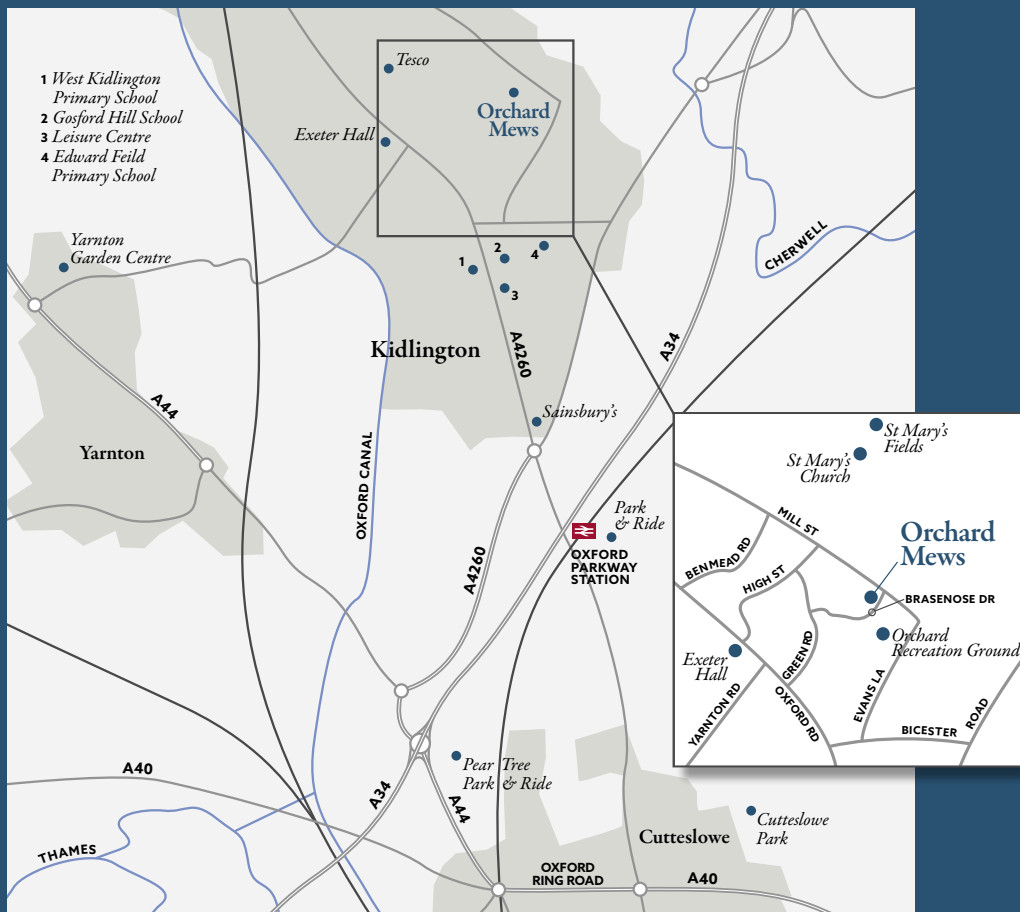 1 West Kidlington
Primary School
2 Gosford Hill School
3 Leisure Centre
4 Edward Feild
Primary School
Tesco
Orchard
Mews
Exeter Hall
Yarnton
Garden Centre
1
2
4
3
CHERWELL
Kidlington
A4260
A34
A44
Sainsbury's
Yarnton
OXFORD CANAL
Park
& Ride
OXFORD
PARKWAY
STATION
A4260
St Mary's
Fields
St Mary's
Church
MILL ST
Orchard
Mews
BENMEAD RD
HIGH ST
BRASENOSE DR
Orchard
Recreation Ground
GREEN RD
Exeter
Hall
EVANS LA
YARNTON RD
OXFORD RD
BICESTER
ROAD
A40
Pear Tree
Park & Ride
A34
A44
Cutteslowe
Park
Cutteslowe
THAMES
OXFORD
RING ROAD
A40